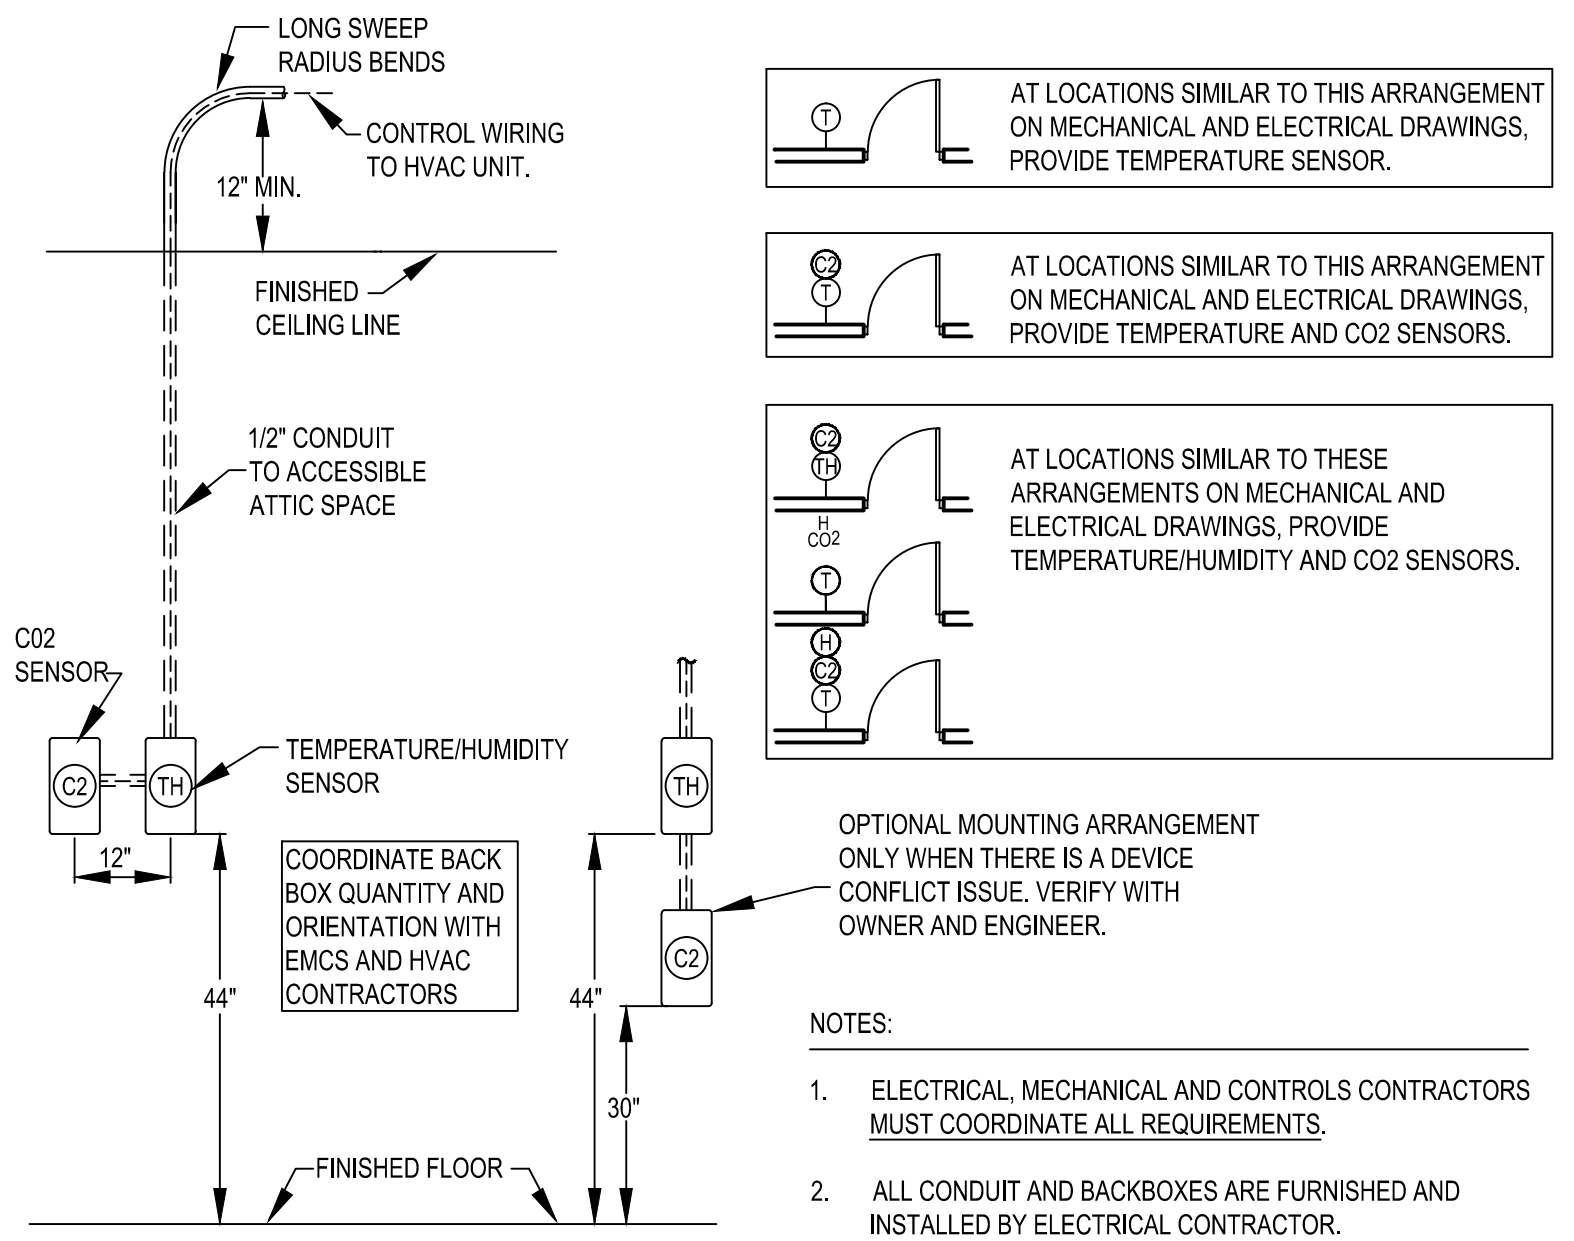 LONG SWEEP
RADIUS BENDS
CONTROL WIRING
TO HVAC UNIT.
12" MIN.
FINISHED
CEILING LINE
1/2" CONDUIT
TO ACCESSIBLE
ATTIC SPACE
C02
SENSOR
TEMPERATURE/HUMIDITY
SENSOR
C2
TH
12"
COORDINATE BACK
BOX QUANTITY AND
ORIENTATION WITH
EMCS AND HVAC
CONTRACTORS
44"
TH
C2
44"
30"
FINISHED FLOOR
T
AT LOCATIONS SIMILAR TO THIS ARRANGEMENT
ON MECHANICAL AND ELECTRICAL DRAWINGS,
PROVIDE TEMPERATURE SENSOR.
C2
T
AT LOCATIONS SIMILAR TO THIS ARRANGEMENT
ON MECHANICAL AND ELECTRICAL DRAWINGS,
PROVIDE TEMPERATURE AND CO2 SENSORS.
C2
TH
H
CO2
T
H
C2
T
AT LOCATIONS SIMILAR TO THESE
ARRANGEMENTS ON MECHANICAL AND
ELECTRICAL DRAWINGS, PROVIDE
TEMPERATURE/HUMIDITY AND CO2 SENSORS.
OPTIONAL MOUNTING ARRANGEMENT
ONLY WHEN THERE IS A DEVICE
CONFLICT ISSUE. VERIFY WITH
OWNER AND ENGINEER.
NOTES:
1. ELECTRICAL, MECHANICAL AND CONTROLS CONTRACTORS
MUST COORDINATE ALL REQUIREMENTS.
2. ALL CONDUIT AND BACKBOXES ARE FURNISHED AND
INSTALLED BY ELECTRICAL CONTRACTOR.